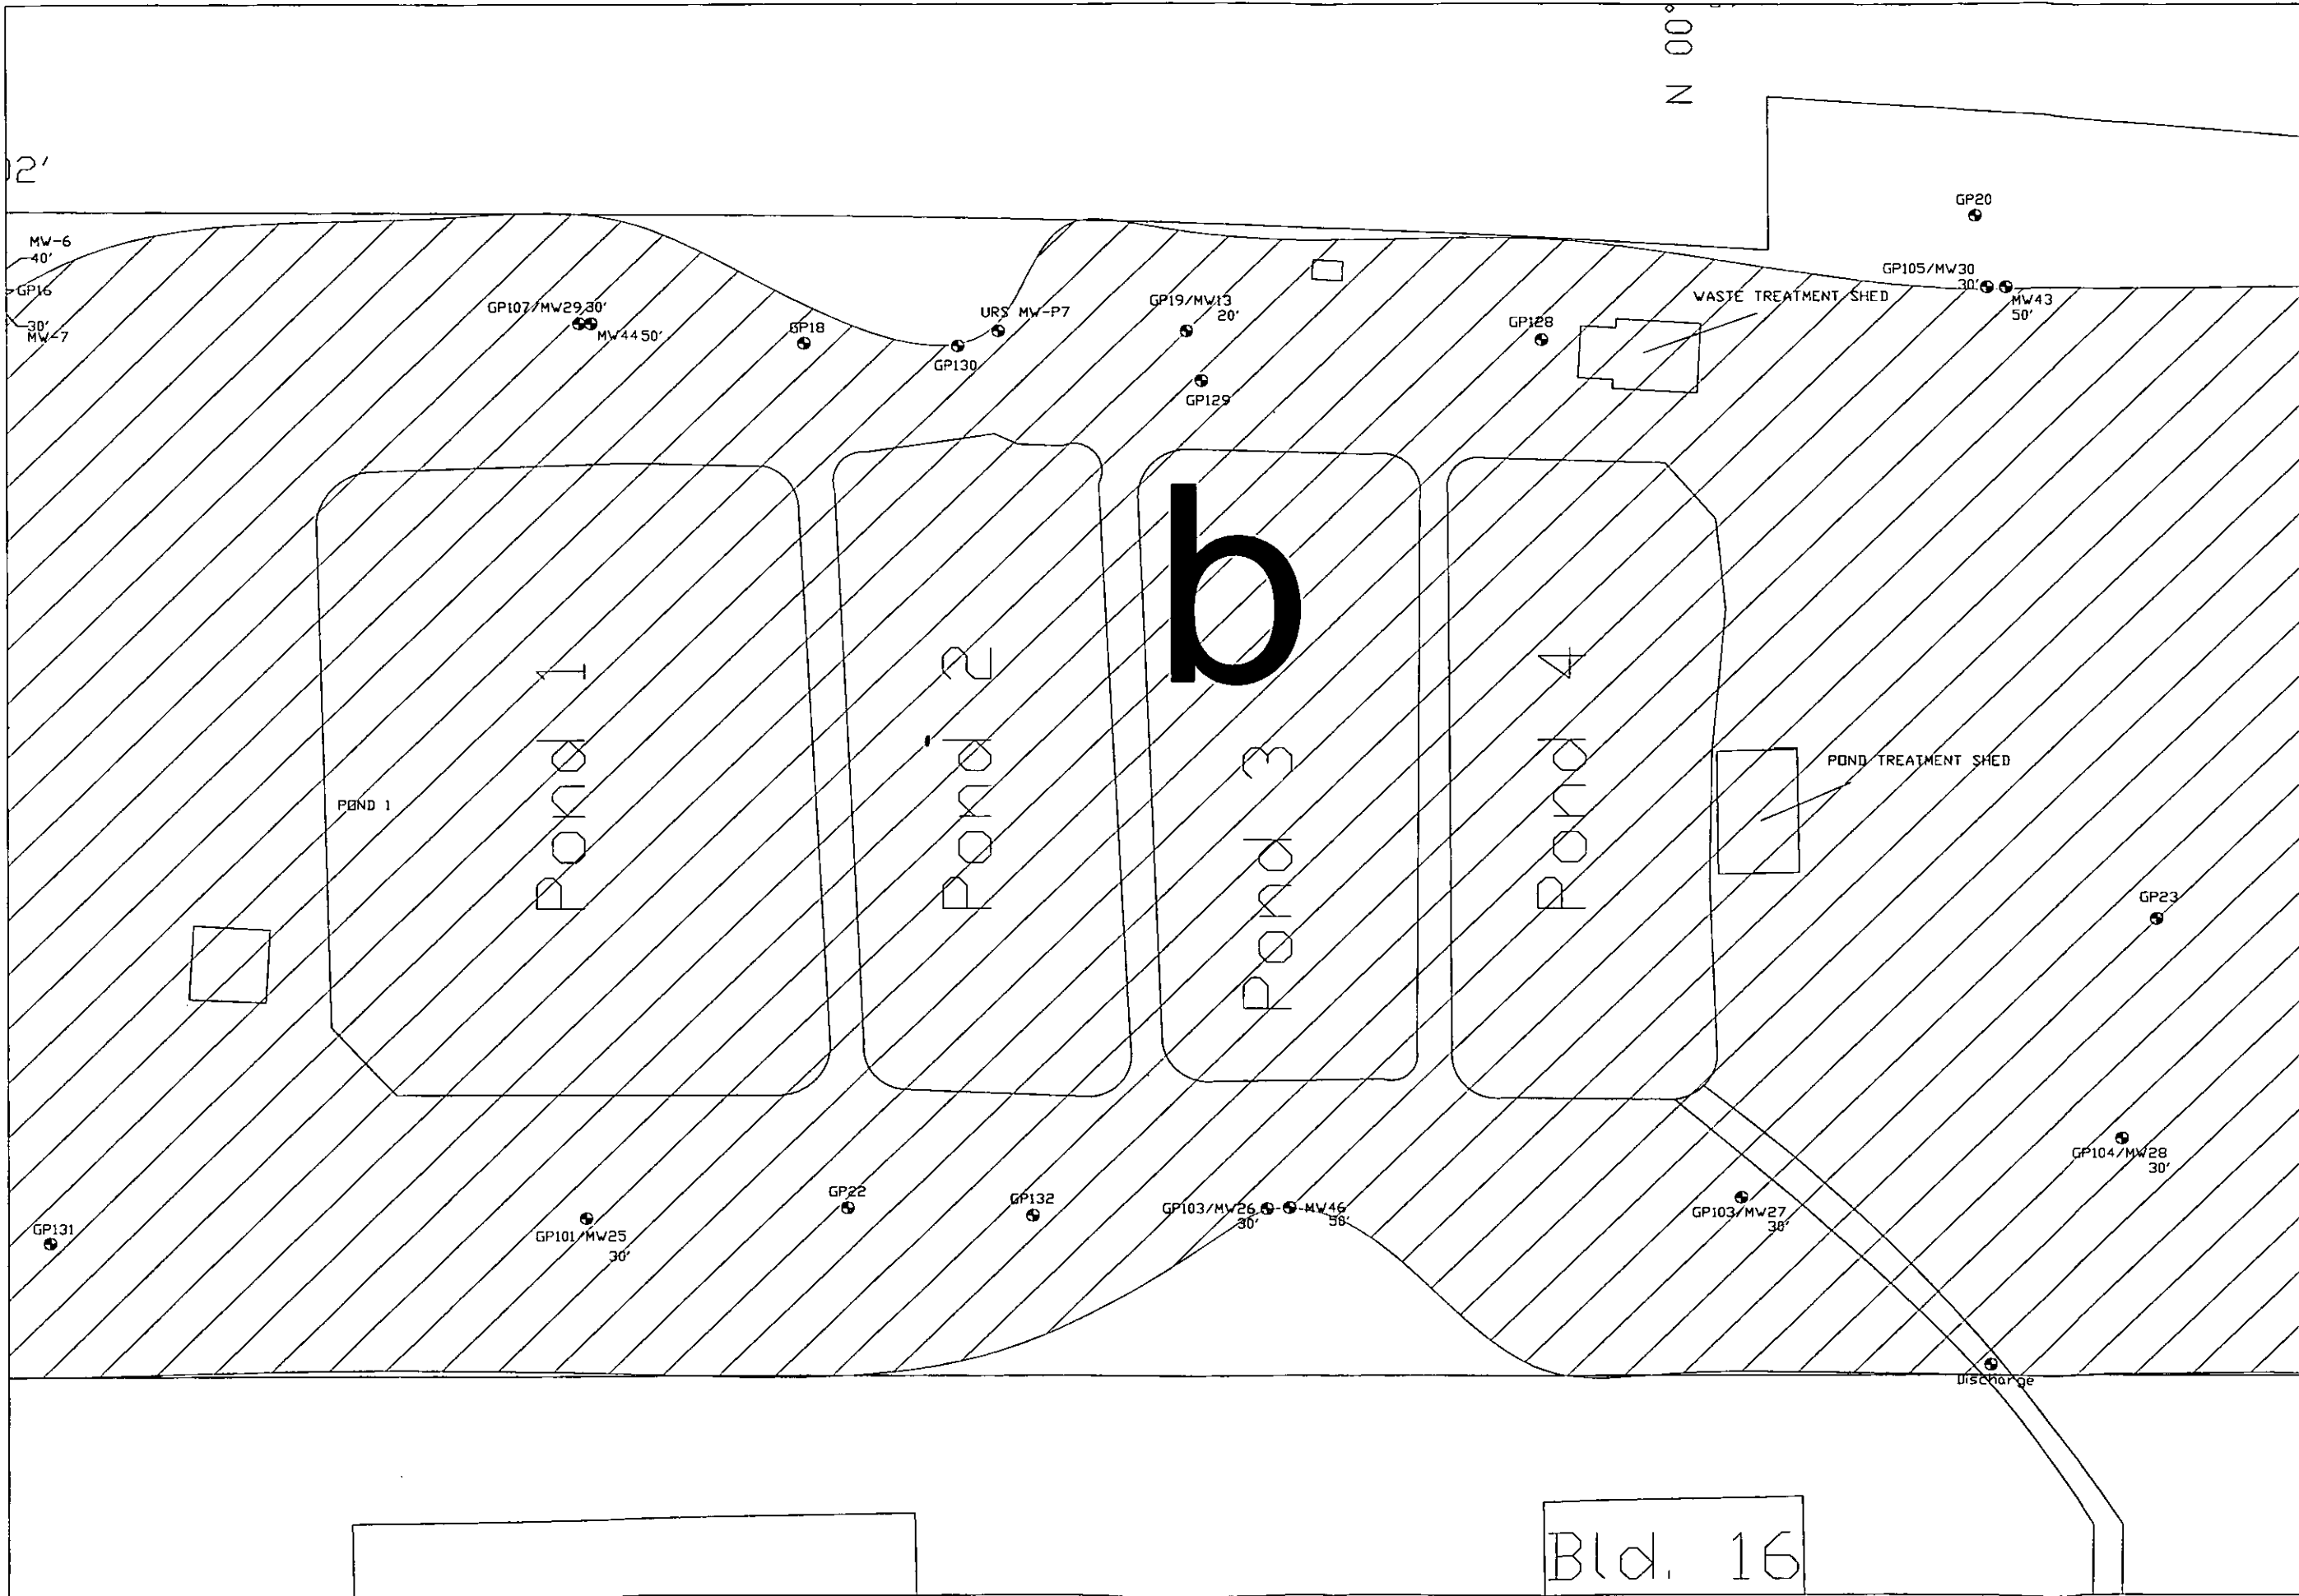 N 00°
02'
GP20
MW-6
40'
GP16
30'
MW-7
GP105/MW30
30'
MW43
50'
WASTE TREATMENT SHED
GP107/MW29 30'
MW44 50'
GP18
URS MW-P7
GP19/MW13
20'
GP128
GP130
GP129
b
Pond 1
Pond 2
Pond 3
Pond 4
POND 1
POND TREATMENT SHED
GP23
GP104/MW28
30'
GP22
GP132
GP103/MW26
30'
MW46
50'
GP103/MW27
30'
GP131
GP101/MW25
30'
Discharge
Bld. 16